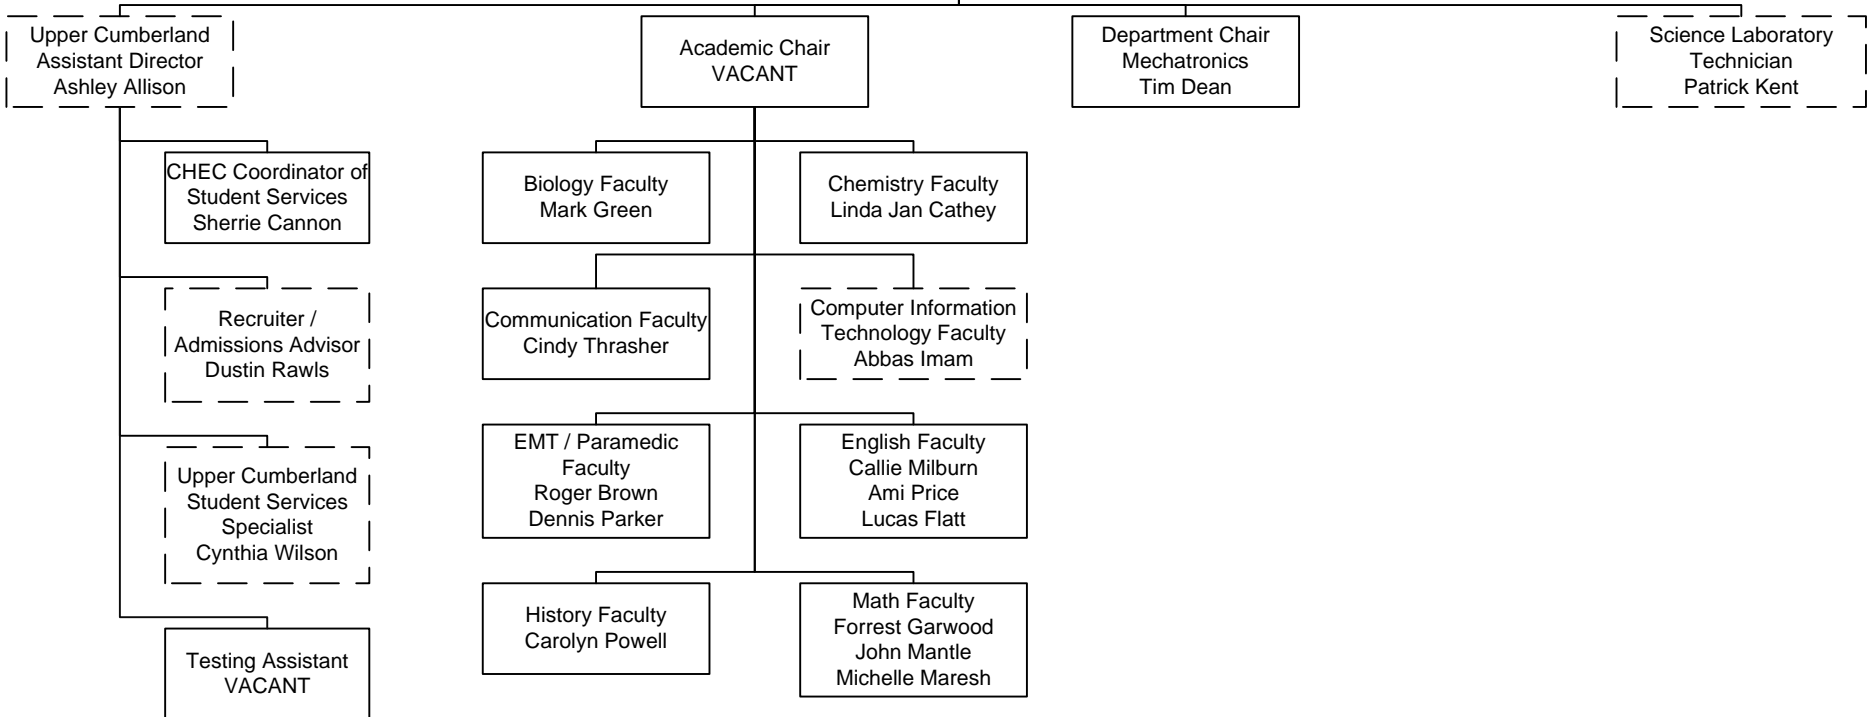 Upper Cumberland
Assistant Director
Ashley Allison
Academic Chair
VACANT
Department Chair
Mechatronics
Tim Dean
Science Laboratory
Technician
Patrick Kent
CHEC Coordinator of
Student Services
Sherrie Cannon
Recruiter /
Admissions Advisor
Dustin Rawls
Upper Cumberland
Student Services
Specialist
Cynthia Wilson
Testing Assistant
VACANT
Biology Faculty
Mark Green
Chemistry Faculty
Linda Jan Cathey
Communication Faculty
Cindy Thrasher
Computer Information
Technology Faculty
Abbas Imam
EMT / Paramedic
Faculty
Roger Brown
Dennis Parker
English Faculty
Callie Milburn
Ami Price
Lucas Flatt
History Faculty
Carolyn Powell
Math Faculty
Forrest Garwood
John Mantle
Michelle Maresh